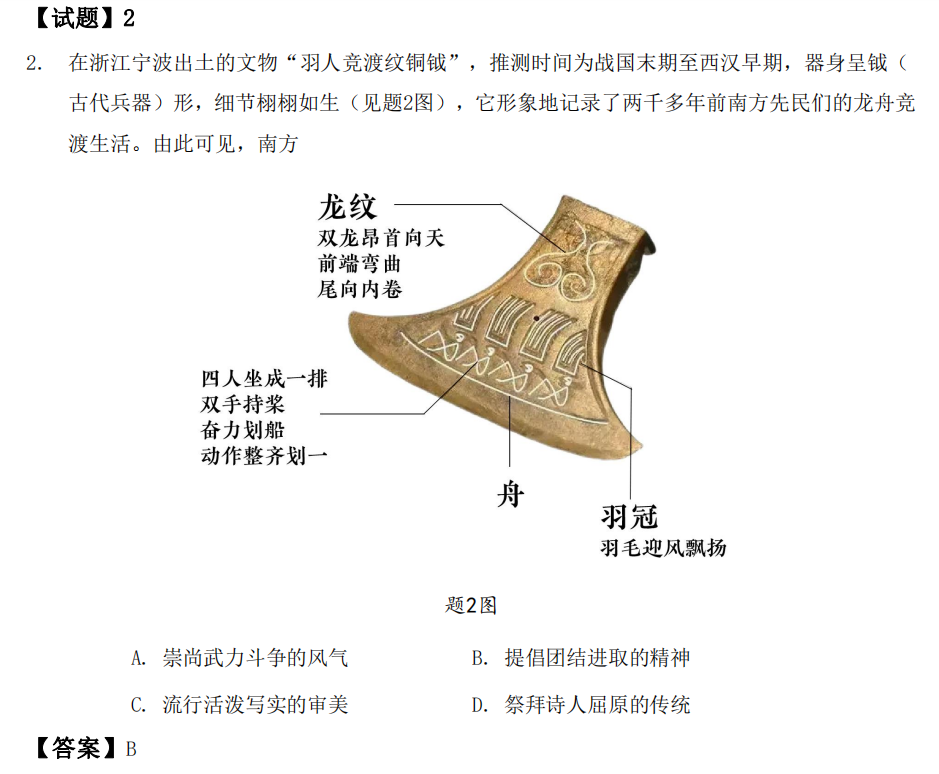 【试题】2
2. 在浙江宁波出土的文物“羽人竞渡纹铜钺”，推测时间为战国末期至西汉早期，器身呈钺（
古代兵器）形，细节栩栩如生（见题2图），它形象地记录了两千多年前南方先民们的龙舟竞
渡生活。由此可见，南方
龙纹
双龙昂首向天
前端弯曲
尾向内卷
四人坐成一排
双手持桨
奋力划船
动作整齐划一
舟
羽冠
羽毛迎风飘扬
题2图
A. 崇尚武力斗争的风气 B. 提倡团结进取的精神
C. 流行活泼写实的审美 D. 祭拜诗人屈原的传统
【答案】B